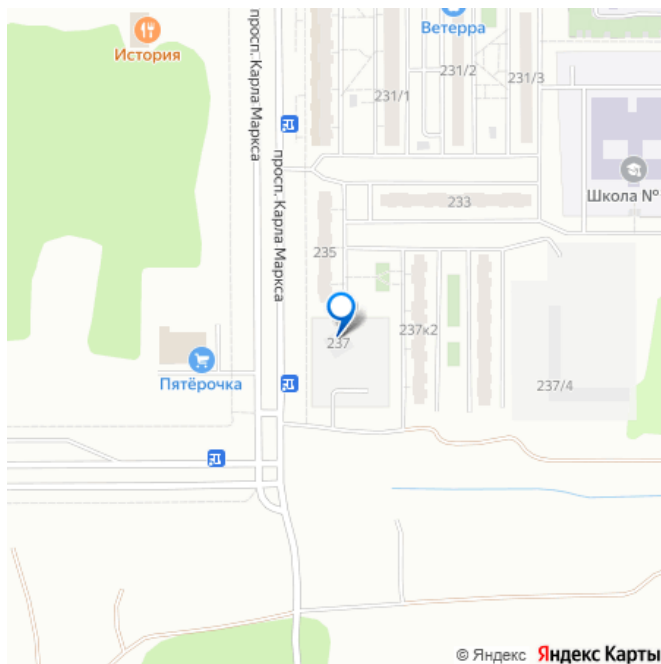 История
Ветерра
231/2
231/3
231/1
просп. Карла Маркса
просп. Карла Маркса
Школа №
233
235
237
237к2
Пятёрочка
237/4
© Яндекс Яндекс Карты